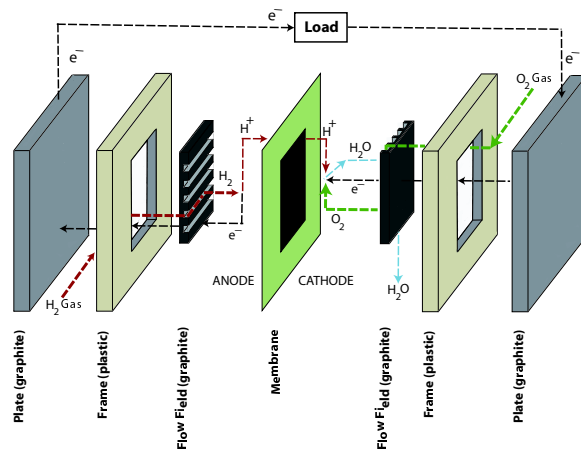 e⁻
Load
e⁻
e⁻
O₂ Gas
H⁺
H⁺
H₂O
H₂
e⁻
e⁻
O₂
ANODE
CATHODE
H₂O
H₂ Gas
Plate (graphite)
Frame (plastic)
Flow Field (graphite)
Membrane
Flow Field (graphite)
Frame (plastic)
Plate (graphite)